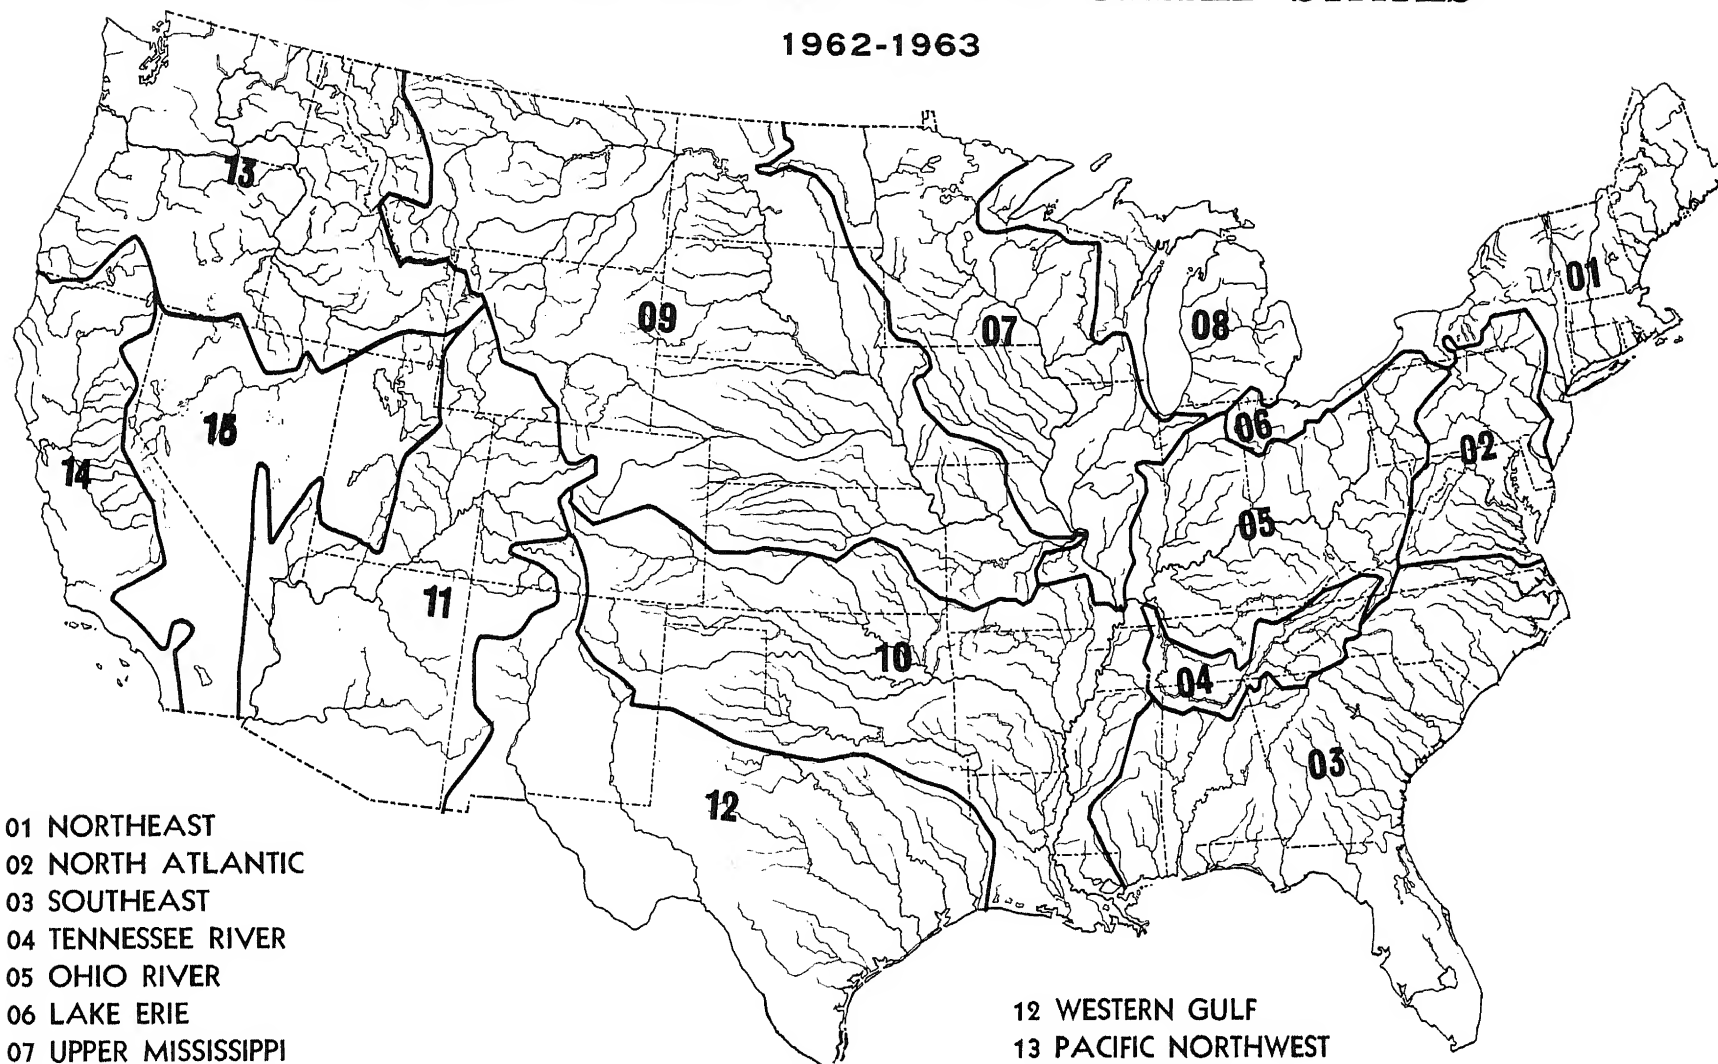 1962-1963
13
01
09
07
08
15
06
02
14
05
11
10
04
03
12
01 NORTHEAST
02 NORTH ATLANTIC
03 SOUTHEAST
04 TENNESSEE RIVER
05 OHIO RIVER
06 LAKE ERIE
07 UPPER MISSISSIPPI
12 WESTERN GULF
13 PACIFIC NORTHWEST